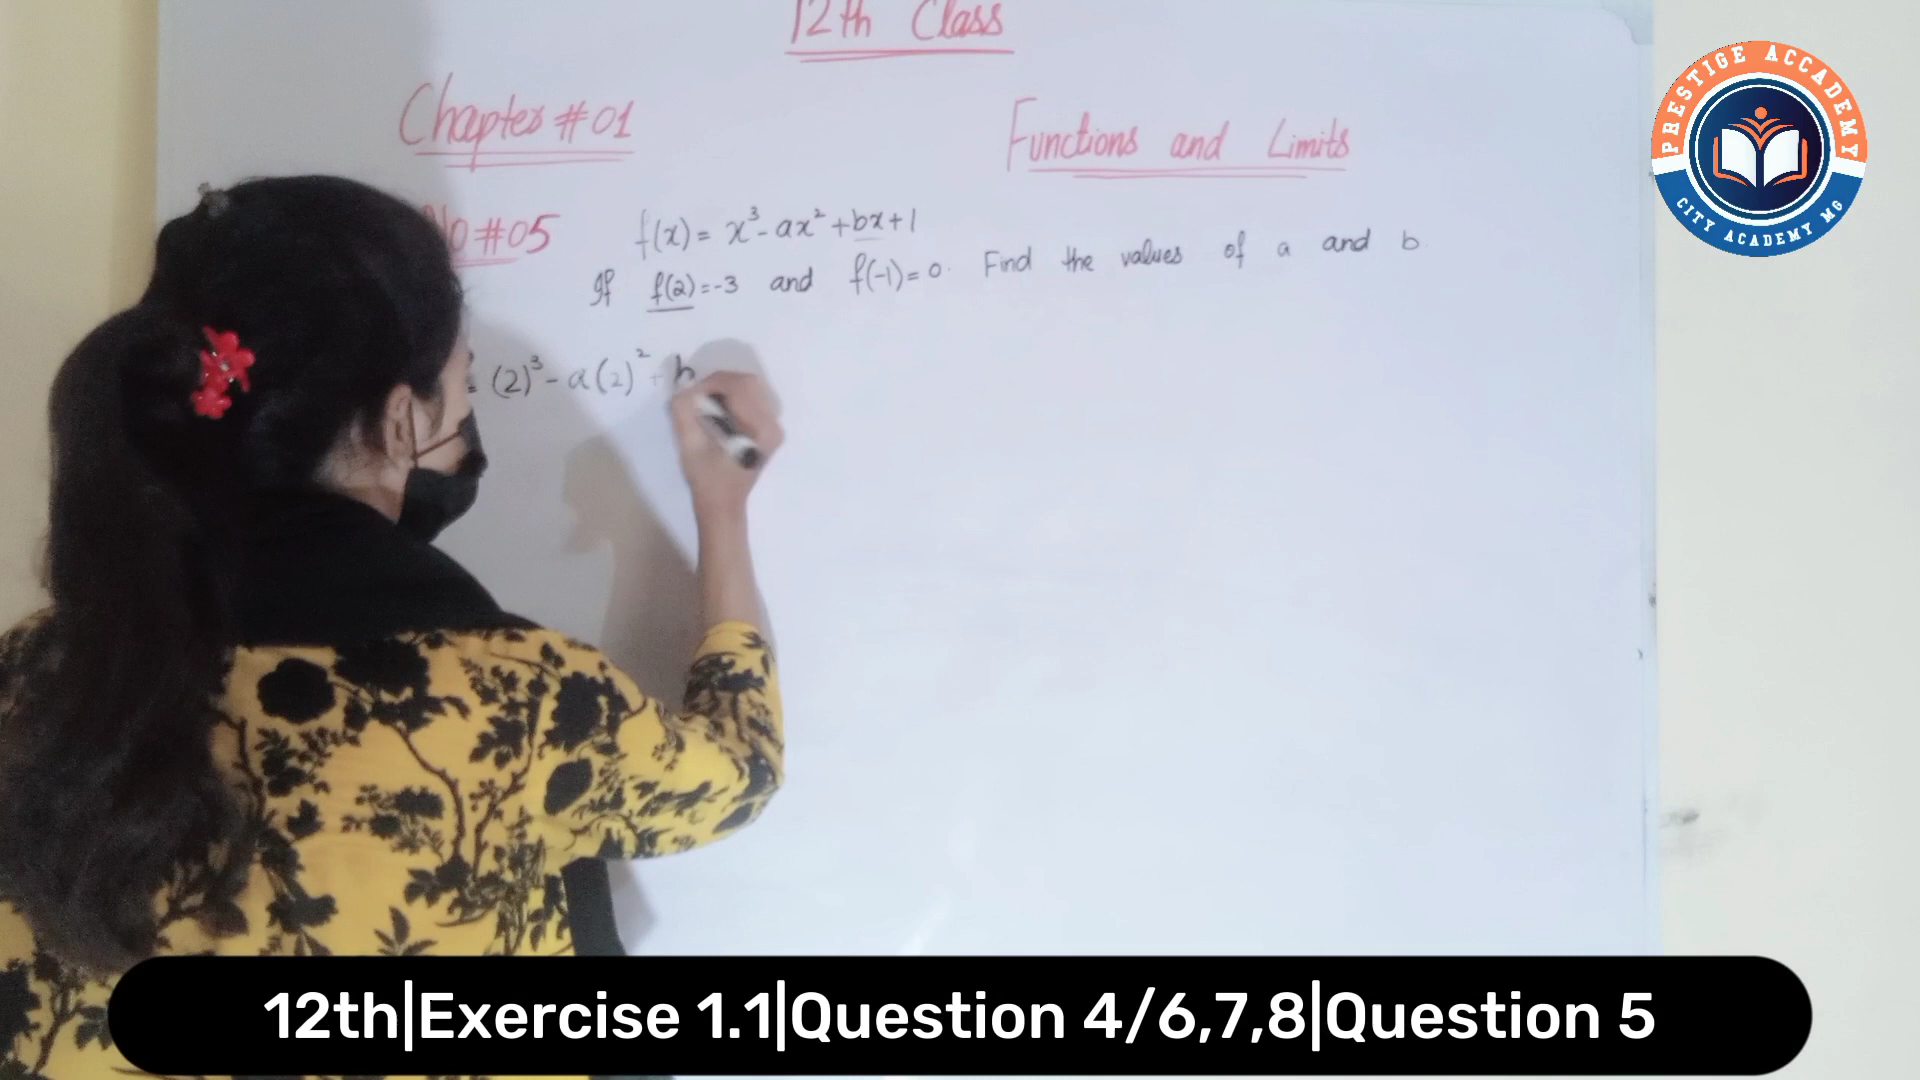 12th Class
Chapter #01
Functions and Limits
No #05
f(x) = x³ - ax² + bx + 1
If f(2) = -3 and f(-1) = 0. Find the values of a and b.
= (2)³ - a(2)² + b
PRESTIGE ACCADEMY
CITY ACADEMY MG
12th|Exercise 1.1|Question 4/6,7,8|Question 5